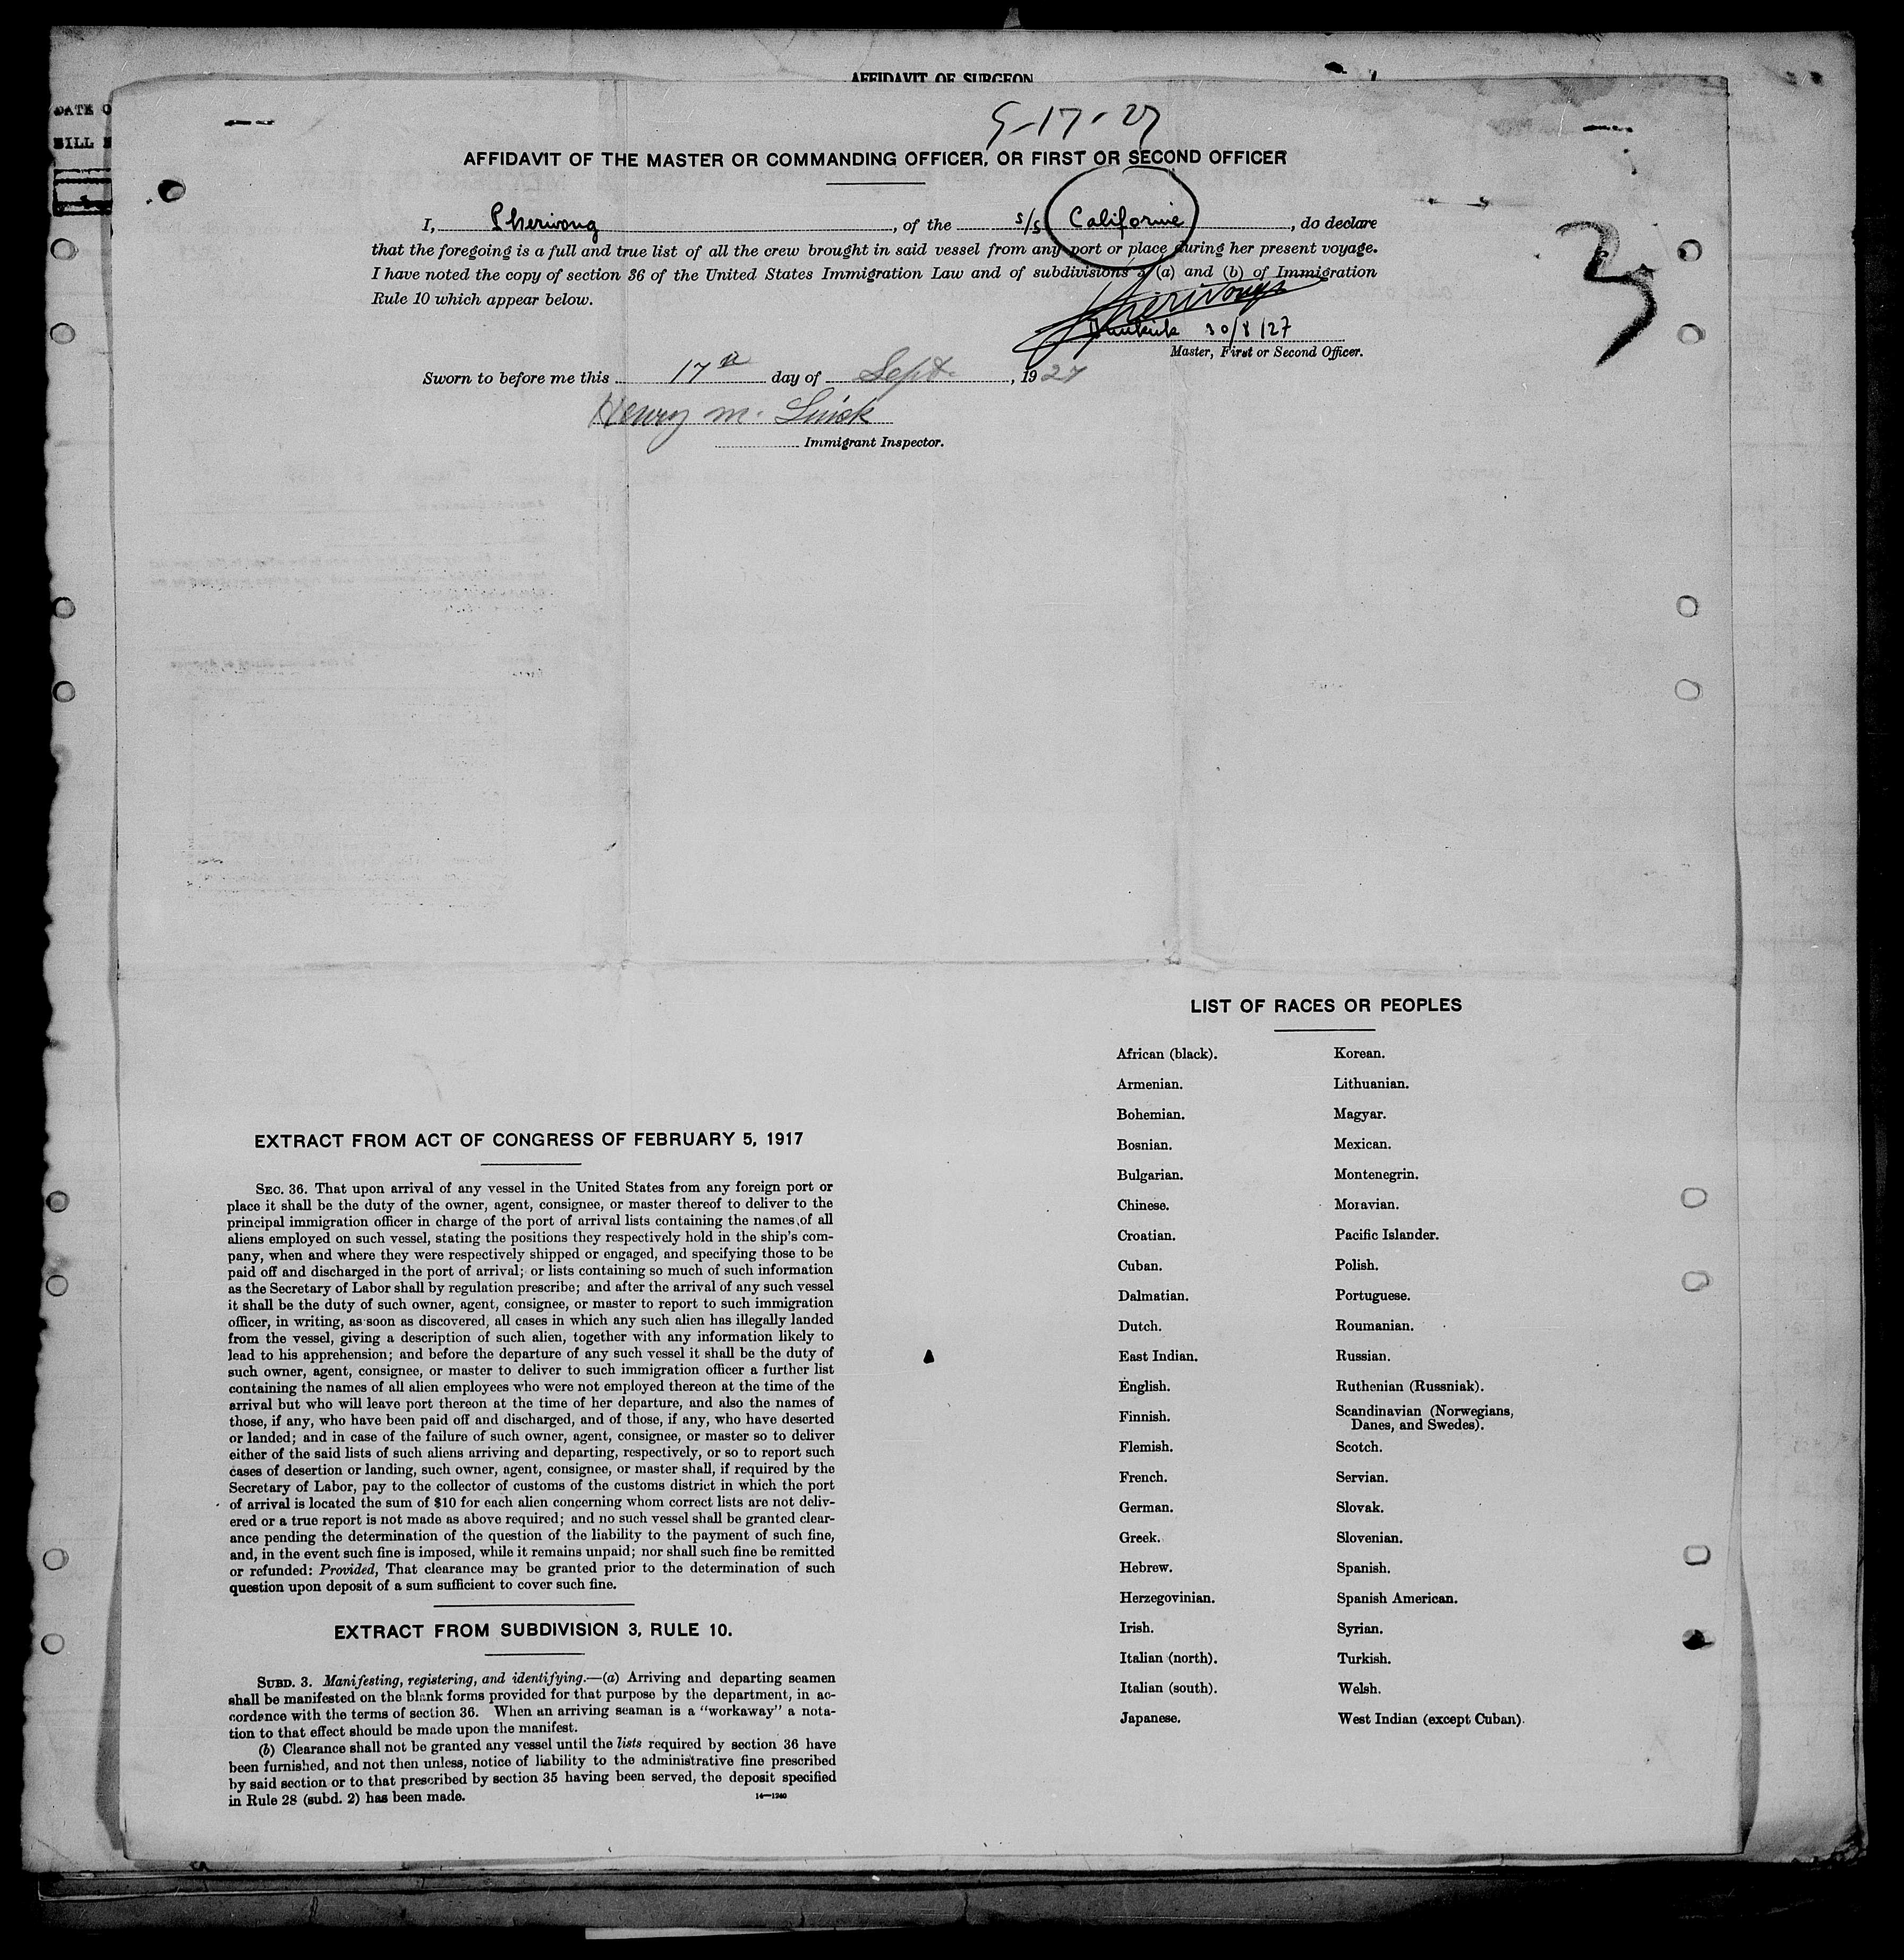 AFFIDAVIT OF SURGEON
DATE O
BILL
9-17-27
AFFIDAVIT OF THE MASTER OR COMMANDING OFFICER, OR FIRST OR SECOND OFFICER
I, Lherivong, of the s/s Californie, do declare
that the foregoing is a full and true list of all the crew brought in said vessel from any port or place during her present voyage.
I have noted the copy of section 36 of the United States Immigration Law and of subdivisions 3 (a) and (b) of Immigration
Rule 10 which appear below.
3
Dunkirk 30/8/27
Master, First or Second Officer.
Sworn to before me this 17th day of Sept., 1927
Henry M.
Immigrant Inspector.
EXTRACT FROM ACT OF CONGRESS OF FEBRUARY 5, 1917
SEC. 36. That upon arrival of any vessel in the United States from any foreign port or
place it shall be the duty of the owner, agent, consignee, or master thereof to deliver to the
principal immigration officer in charge of the port of arrival lists containing the names of all
aliens employed on such vessel, stating the positions they respectively hold in the ship's com-
pany, when and where they were respectively shipped or engaged, and specifying those to be
paid off and discharged in the port of arrival; or lists containing so much of such information
as the Secretary of Labor shall by regulation prescribe; and after the arrival of any such vessel
it shall be the duty of such owner, agent, consignee, or master to report to such immigration
officer, in writing, as soon as discovered, all cases in which any such alien has illegally landed
from the vessel, giving a description of such alien, together with any information likely to
lead to his apprehension; and before the departure of any such vessel it shall be the duty of
such owner, agent, consignee, or master to deliver to such immigration officer a further list
containing the names of all alien employees who were not employed thereon at the time of the
arrival but who will leave port thereon at the time of her departure, and also the names of
those, if any, who have been paid off and discharged, and of those, if any, who have deserted
or landed; and in case of the failure of such owner, agent, consignee, or master so to deliver
either of the said lists of such aliens arriving and departing, respectively, or so to report such
cases of desertion or landing, such owner, agent, consignee, or master shall, if required by the
Secretary of Labor, pay to the collector of customs of the customs district in which the port
of arrival is located the sum of $10 for each alien concerning whom correct lists are not deliv-
ered or a true report is not made as above required; and no such vessel shall be granted clear-
ance pending the determination of the question of the liability to the payment of such fine,
and, in the event such fine is imposed, while it remains unpaid; nor shall such fine be remitted
or refunded: Provided, That clearance may be granted prior to the determination of such
question upon deposit of a sum sufficient to cover such fine.
EXTRACT FROM SUBDIVISION 3, RULE 10.
SUBD. 3. Manifesting, registering, and identifying.—(a) Arriving and departing seamen
shall be manifested on the blank forms provided for that purpose by the department, in ac-
cordance with the terms of section 36. When an arriving seaman is a "workaway" a nota-
tion to that effect should be made upon the manifest.
(b) Clearance shall not be granted any vessel until the lists required by section 36 have
been furnished, and not then unless, notice of liability to the administrative fine prescribed
by said section or to that prescribed by section 35 having been served, the deposit specified
in Rule 28 (subd. 2) has been made.
14—1240
LIST OF RACES OR PEOPLES
African (black).
Armenian.
Bohemian.
Bosnian.
Bulgarian.
Chinese.
Croatian.
Cuban.
Dalmatian.
Dutch.
East Indian.
English.
Finnish.
Flemish.
French.
German.
Greek.
Hebrew.
Herzegovinian.
Irish.
Italian (north).
Italian (south).
Japanese.
Korean.
Lithuanian.
Magyar.
Mexican.
Montenegrin.
Moravian.
Pacific Islander.
Polish.
Portuguese.
Roumanian.
Russian.
Ruthenian (Russniak).
Scandinavian (Norwegians,
Danes, and Swedes).
Scotch.
Servian.
Slovak.
Slovenian.
Spanish.
Spanish American.
Syrian.
Turkish.
Welsh.
West Indian (except Cuban).